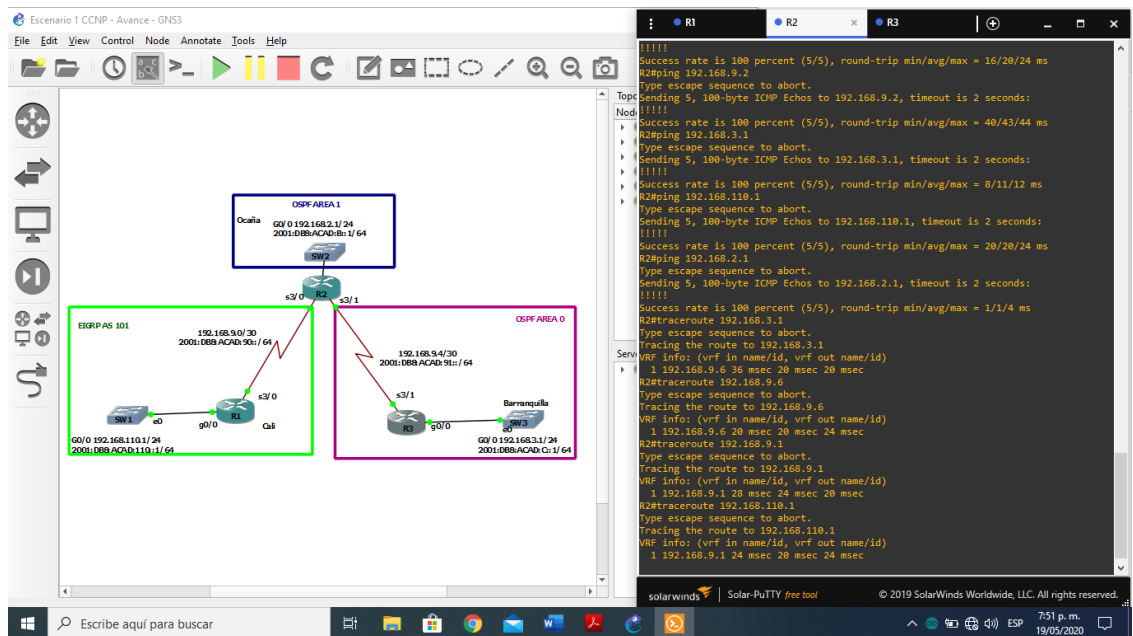 Escenario 1 CCNP - Avance - GNS3
File Edit View Control Node Annotate Tools Help
Topo
Node
Serv
OSPF AREA 1
Ocaña
G0/0 192.168.2.1/24
2001:DB8:ACAD:B::1/64
SW2
s3/0
R2
s3/1
EIGRP AS 101
192.168.9.0/30
2001:DB8:ACAD:90::/64
s3/0
SW1
e0
g0/0
R1
Cali
G0/0 192.168.110.1/24
2001:DB8:ACAD:110::1/64
OSPF AREA 0
192.168.9.4/30
2001:DB8:ACAD:91::/64
s3/1
Barranquilla
R3
g0/0
e0
SW3
G0/0 192.168.3.1/24
2001:DB8:ACAD:C::1/64
R1
R2
R3
!!!!!
Success rate is 100 percent (5/5), round-trip min/avg/max = 16/20/24 ms
R2#ping 192.168.9.2
Type escape sequence to abort.
Sending 5, 100-byte ICMP Echos to 192.168.9.2, timeout is 2 seconds:
!!!!!
Success rate is 100 percent (5/5), round-trip min/avg/max = 40/43/44 ms
R2#ping 192.168.3.1
Type escape sequence to abort.
Sending 5, 100-byte ICMP Echos to 192.168.3.1, timeout is 2 seconds:
!!!!!
Success rate is 100 percent (5/5), round-trip min/avg/max = 8/11/12 ms
R2#ping 192.168.110.1
Type escape sequence to abort.
Sending 5, 100-byte ICMP Echos to 192.168.110.1, timeout is 2 seconds:
!!!!!
Success rate is 100 percent (5/5), round-trip min/avg/max = 20/20/24 ms
R2#ping 192.168.2.1
Type escape sequence to abort.
Sending 5, 100-byte ICMP Echos to 192.168.2.1, timeout is 2 seconds:
!!!!!
Success rate is 100 percent (5/5), round-trip min/avg/max = 1/1/4 ms
R2#traceroute 192.168.3.1
Type escape sequence to abort.
Tracing the route to 192.168.3.1
VRF info: (vrf in name/id, vrf out name/id)
1 192.168.9.6 36 msec 20 msec 20 msec
R2#traceroute 192.168.9.6
Type escape sequence to abort.
Tracing the route to 192.168.9.6
VRF info: (vrf in name/id, vrf out name/id)
1 192.168.9.6 20 msec 20 msec 24 msec
R2#traceroute 192.168.9.1
Type escape sequence to abort.
Tracing the route to 192.168.9.1
VRF info: (vrf in name/id, vrf out name/id)
1 192.168.9.1 28 msec 24 msec 20 msec
R2#traceroute 192.168.110.1
Type escape sequence to abort.
Tracing the route to 192.168.110.1
VRF info: (vrf in name/id, vrf out name/id)
1 192.168.9.1 24 msec 20 msec 24 msec
solarwinds
Solar-PuTTY free tool
© 2019 SolarWinds Worldwide, LLC. All rights reserved.
Escribe aquí para buscar
ESP
7:51 p. m.
19/05/2020